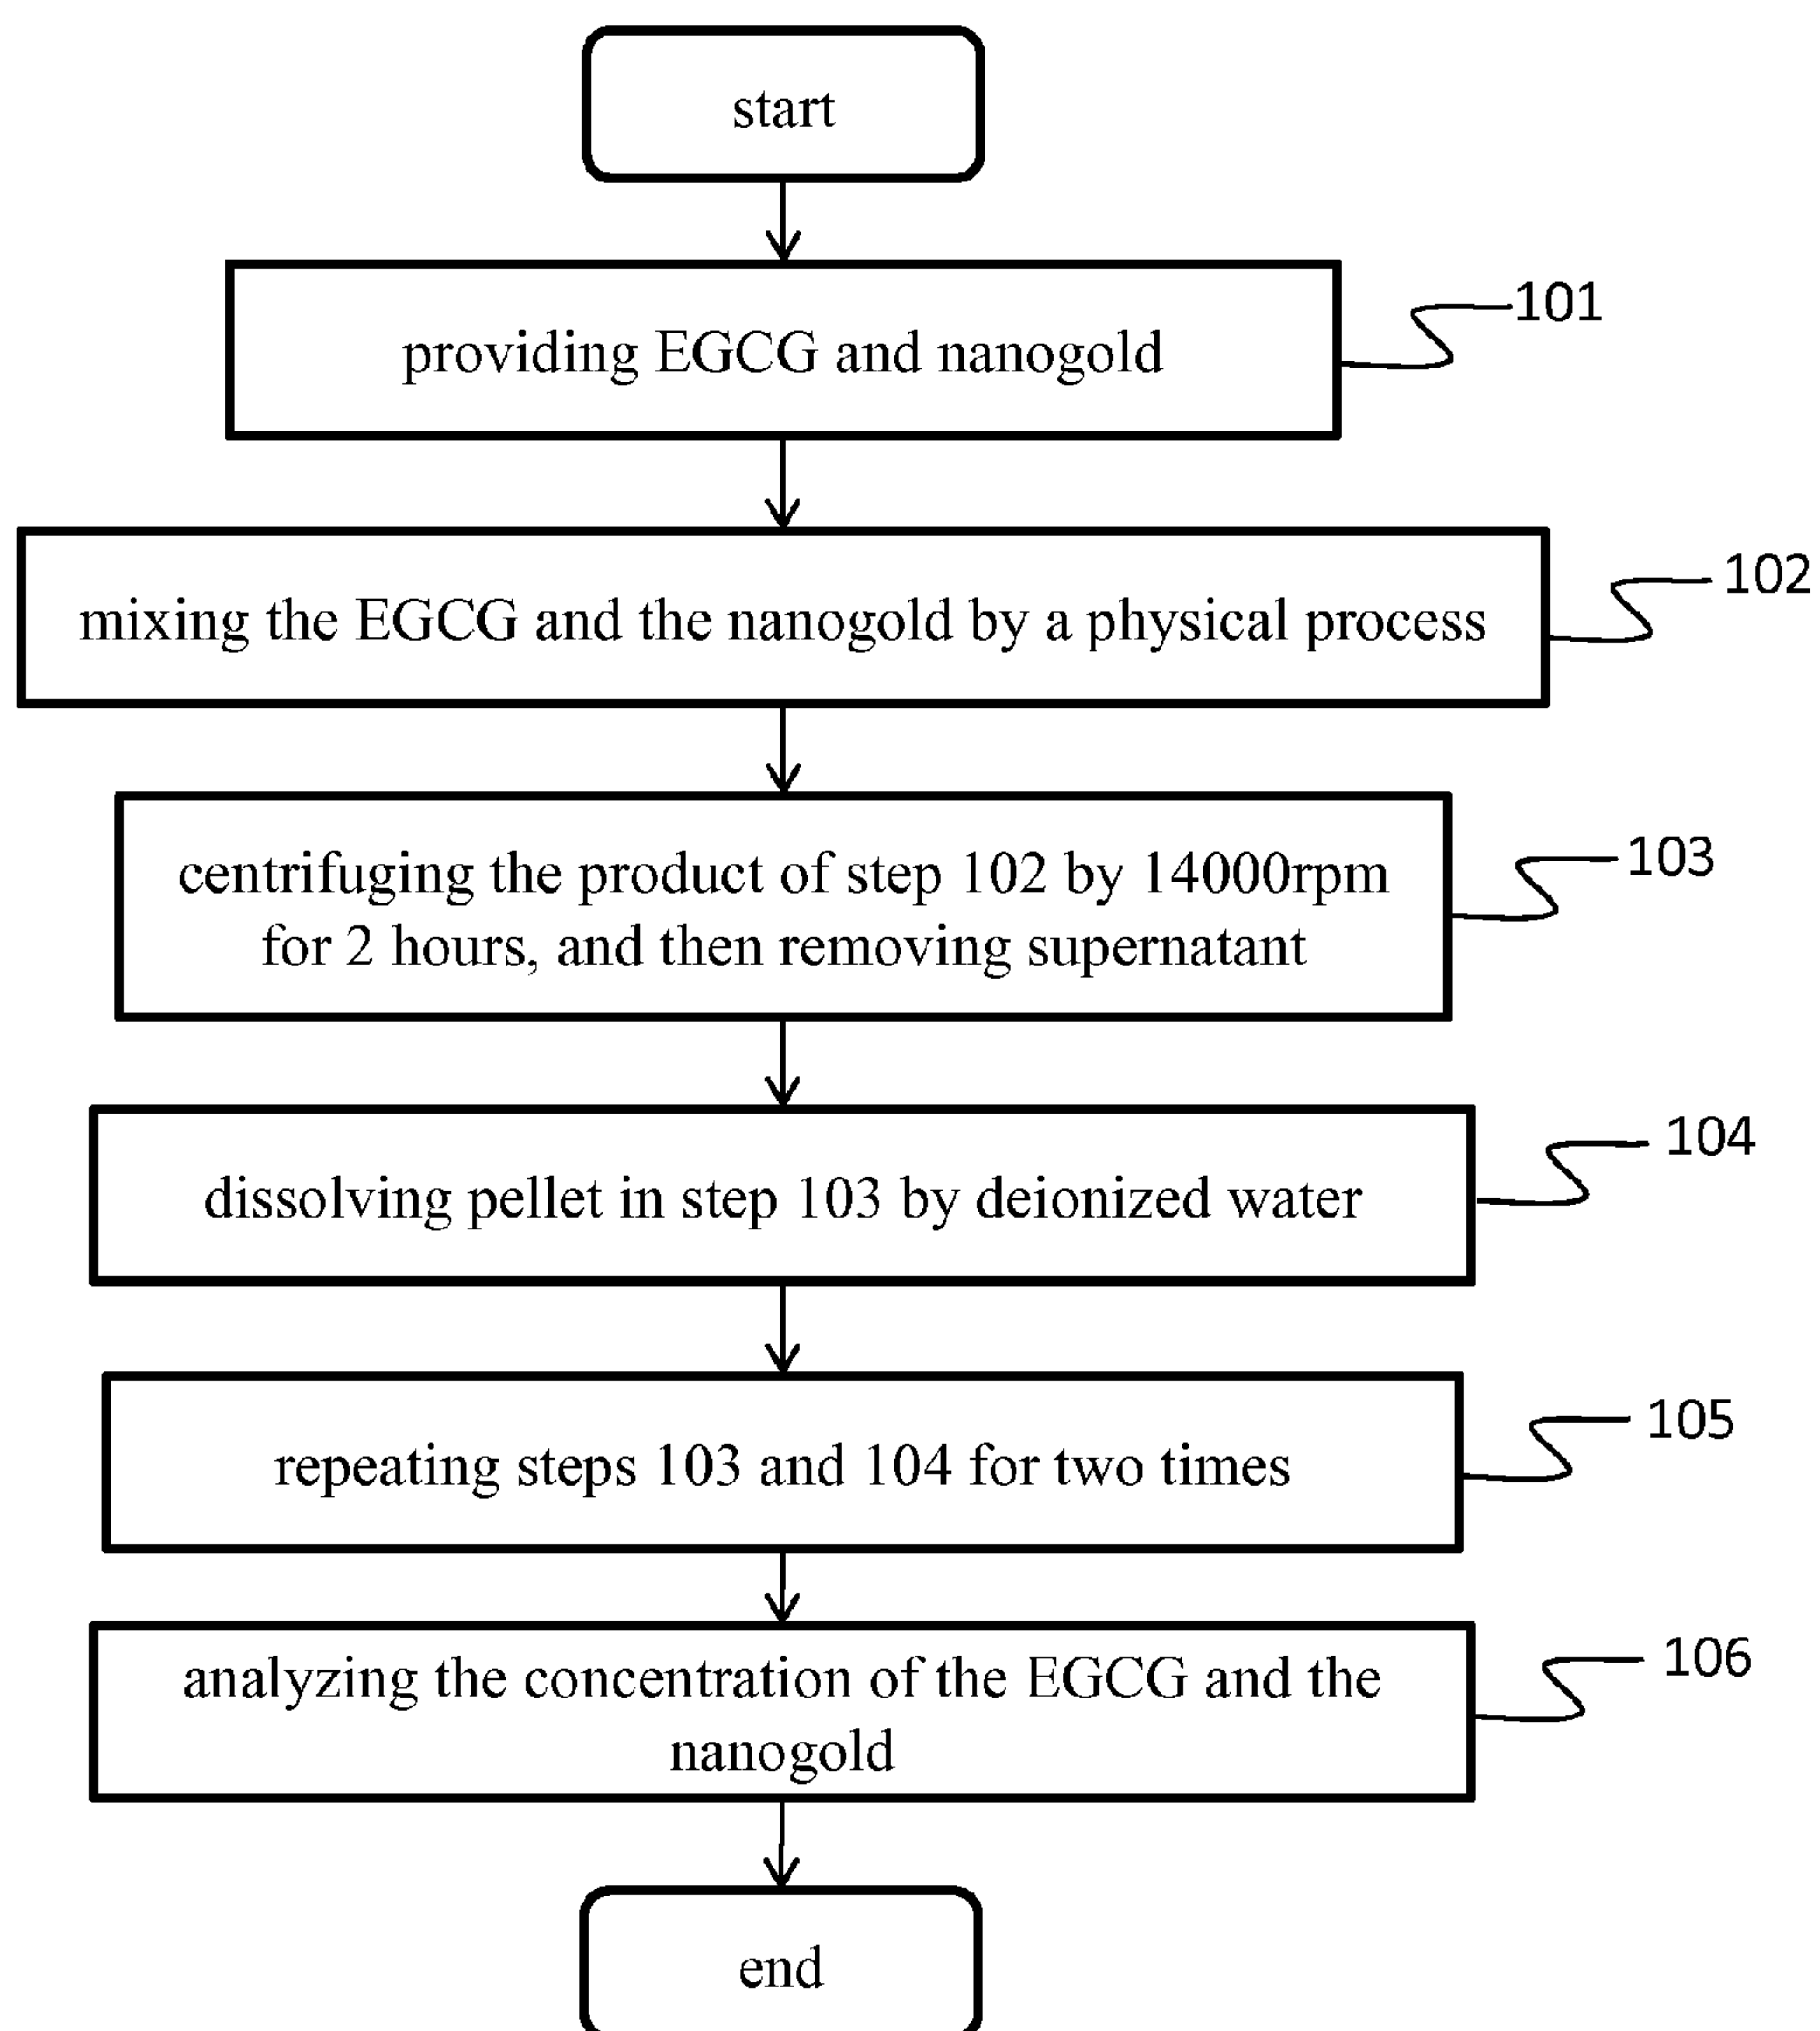 start
providing EGCG and nanogold
101
mixing the EGCG and the nanogold by a physical process
102
centrifuging the product of step 102 by 14000rpm
for 2 hours, and then removing supernatant
103
dissolving pellet in step 103 by deionized water
104
repeating steps 103 and 104 for two times
105
analyzing the concentration of the EGCG and the
nanogold
106
end